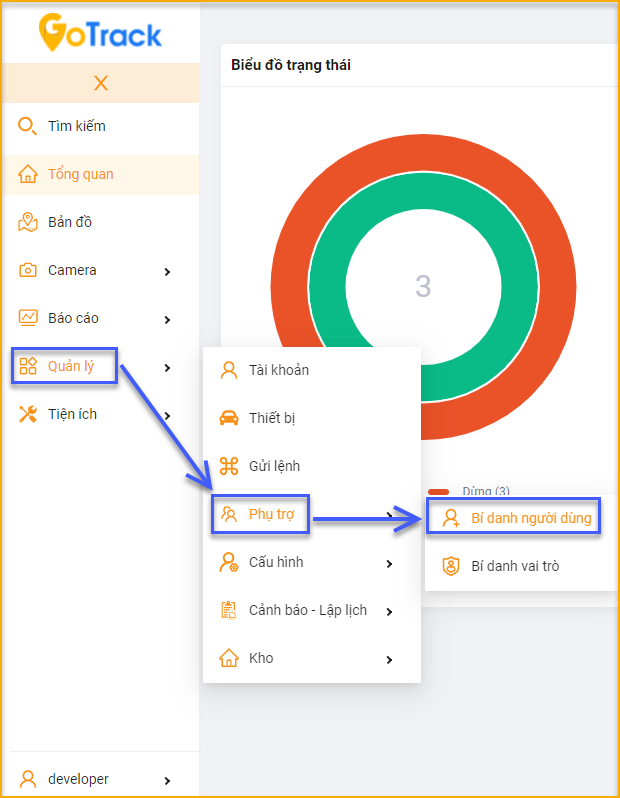 GoTrack
X
Tìm kiếm
Tổng quan
Bản đồ
Camera
Báo cáo
Quản lý
Tiện ích
developer
Biểu đồ trạng thái
3
Dừng (3)
Tài khoản
Thiết bị
Gửi lệnh
Phụ trợ
Cấu hình
Cảnh báo - Lập lịch
Kho
Bí danh người dùng
Bí danh vai trò